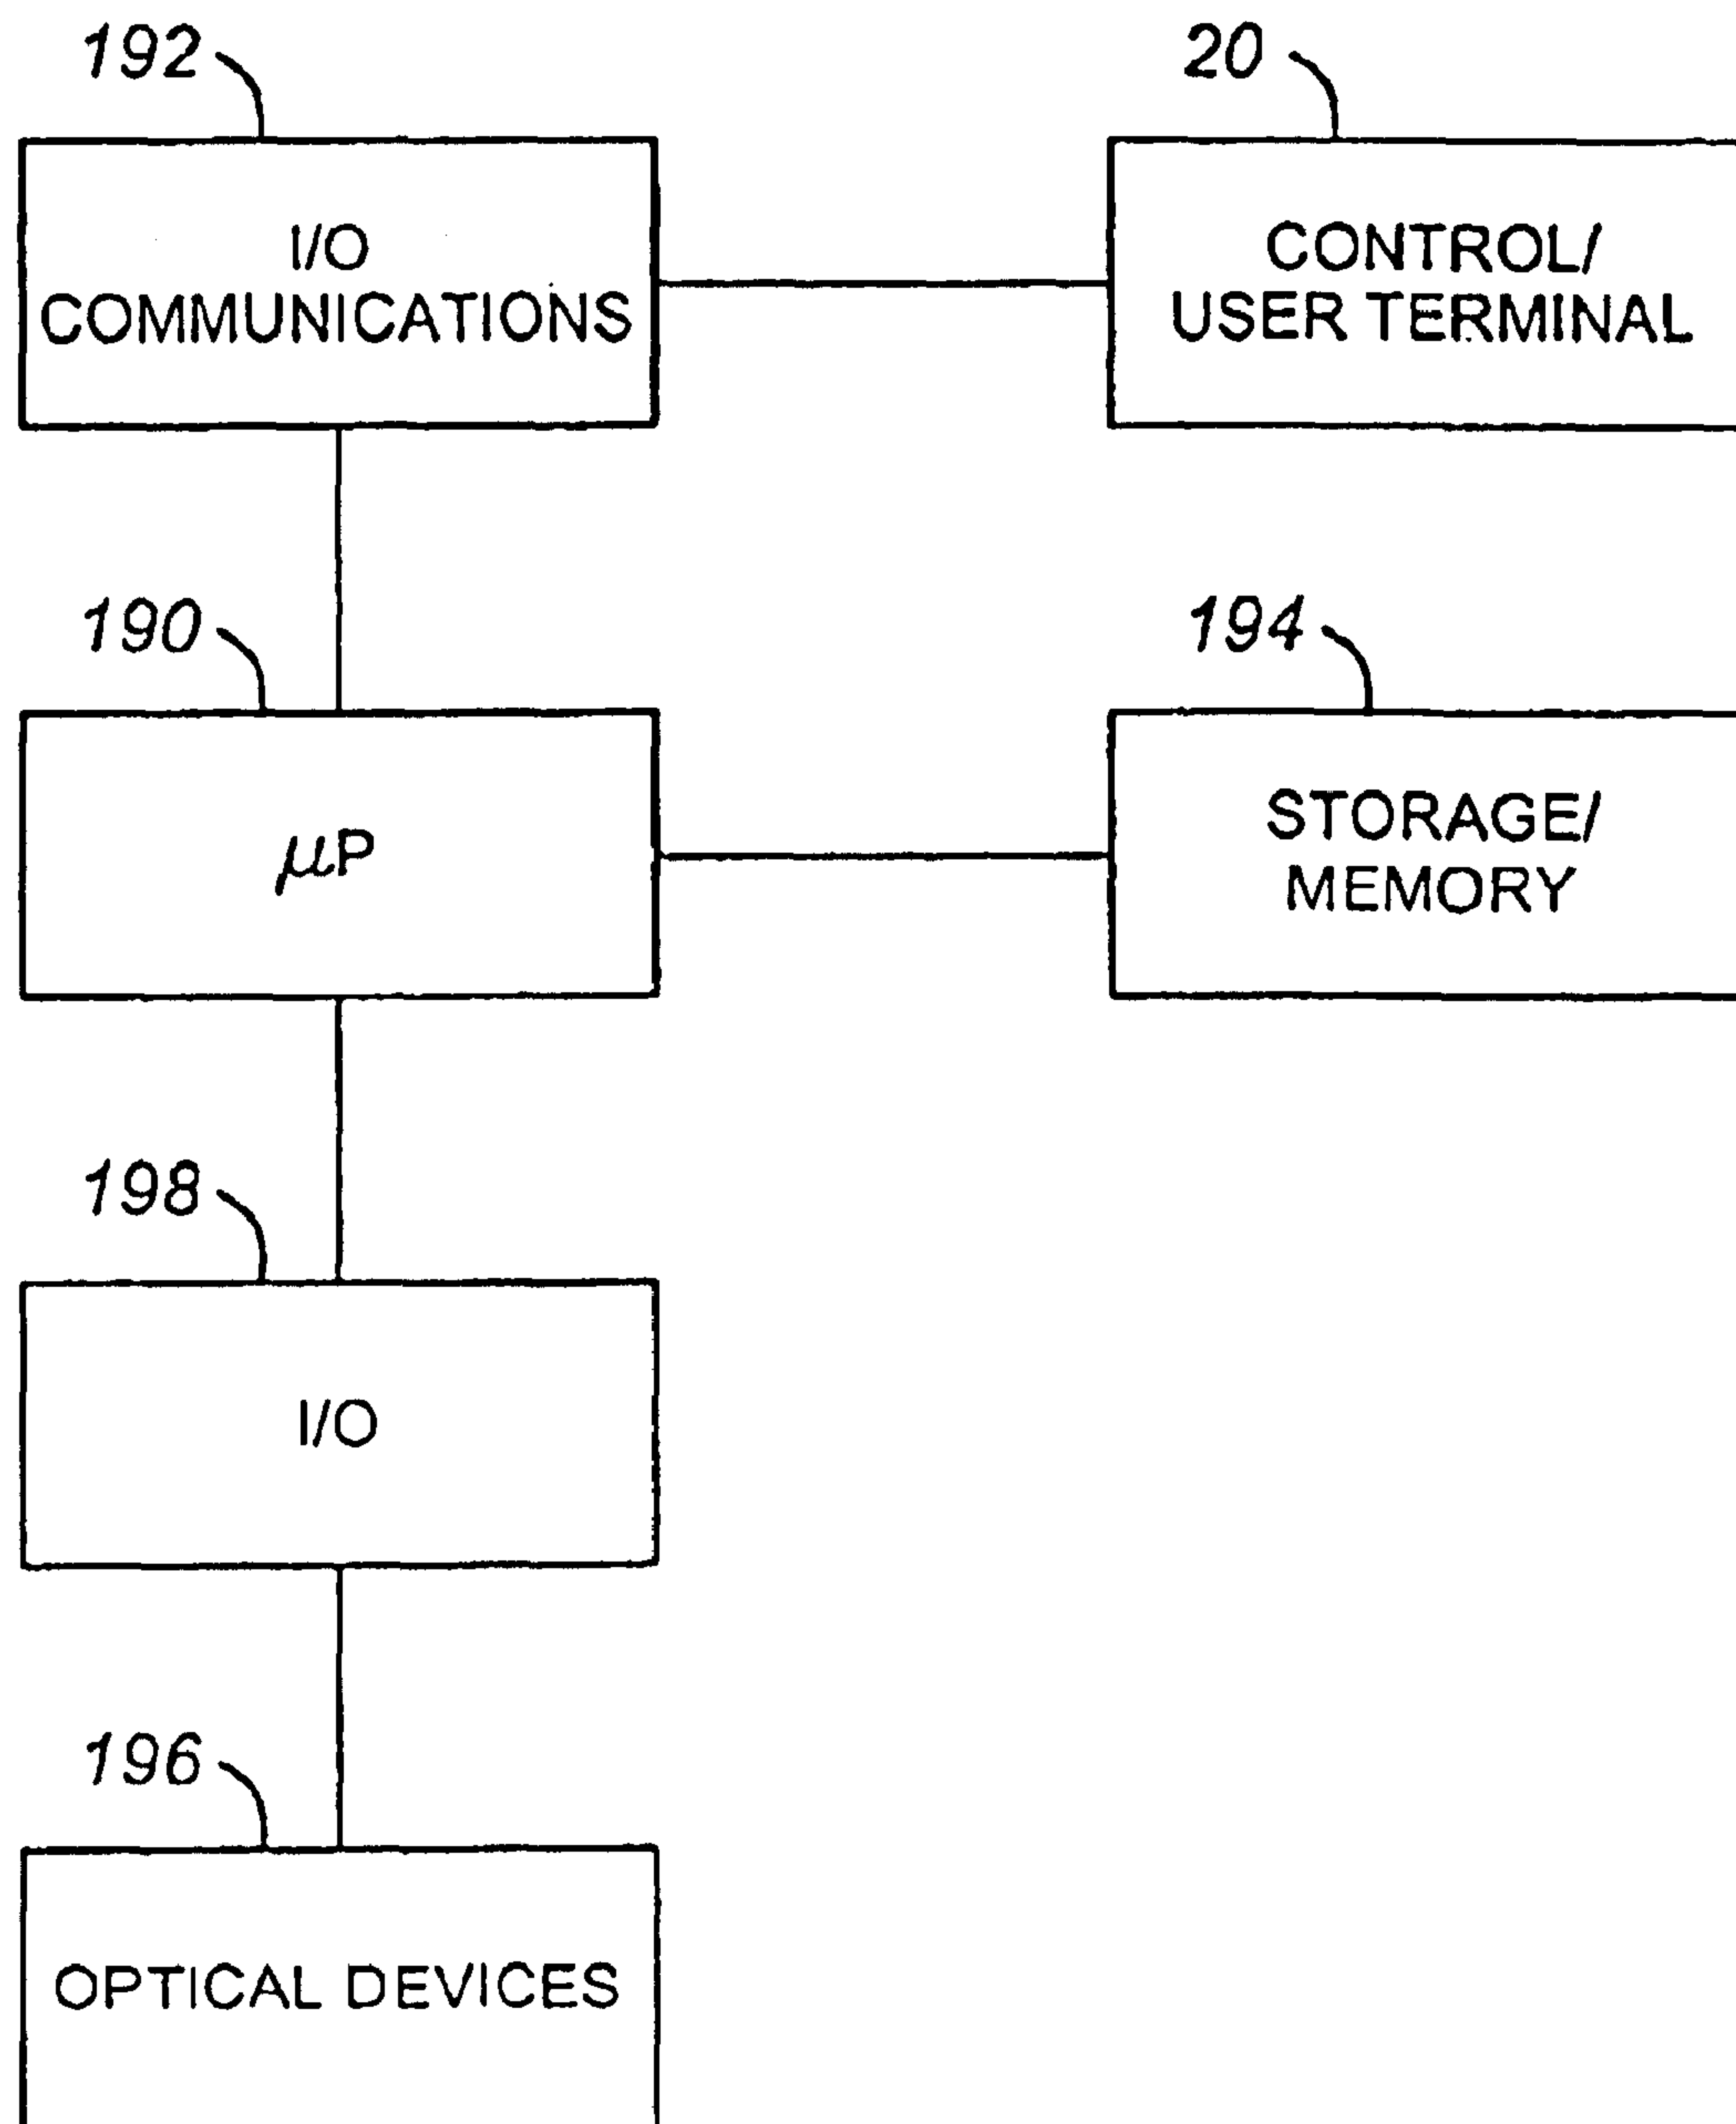 192
20
I/O
COMMUNICATIONS
CONTROL/
USER TERMINAL
190
194
μP
STORAGE/
MEMORY
198
I/O
196
OPTICAL DEVICES